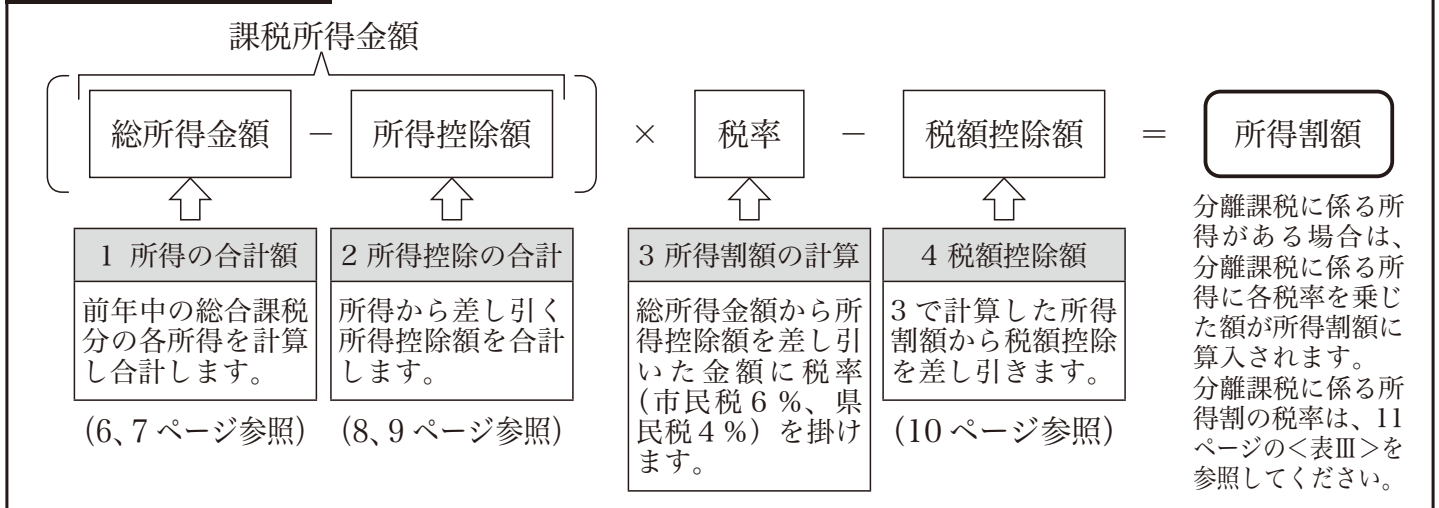 課税所得金額
総所得金額 － 所得控除額 × 税率 － 税額控除額 ＝ 所得割額
1 所得の合計額
前年中の総合課税
分の各所得を計算
し合計します。
(6、7ページ参照)
2 所得控除の合計
所得から差し引く
所得控除額を合計
します。
(8、9ページ参照)
3 所得割額の計算
総所得金額から所
得控除額を差し引
いた金額に税率
(市民税6%、県
民税4%)を掛け
ます。
4 税額控除額
3で計算した所得
割額から税額控除
を差し引きます。
(10ページ参照)
分離課税に係る所
得がある場合は、
分離課税に係る所
得に各税率を乗じ
た額が所得割額に
算入されます。
分離課税に係る所
得割の税率は、11
ページの＜表Ⅲ＞を
参照してください。